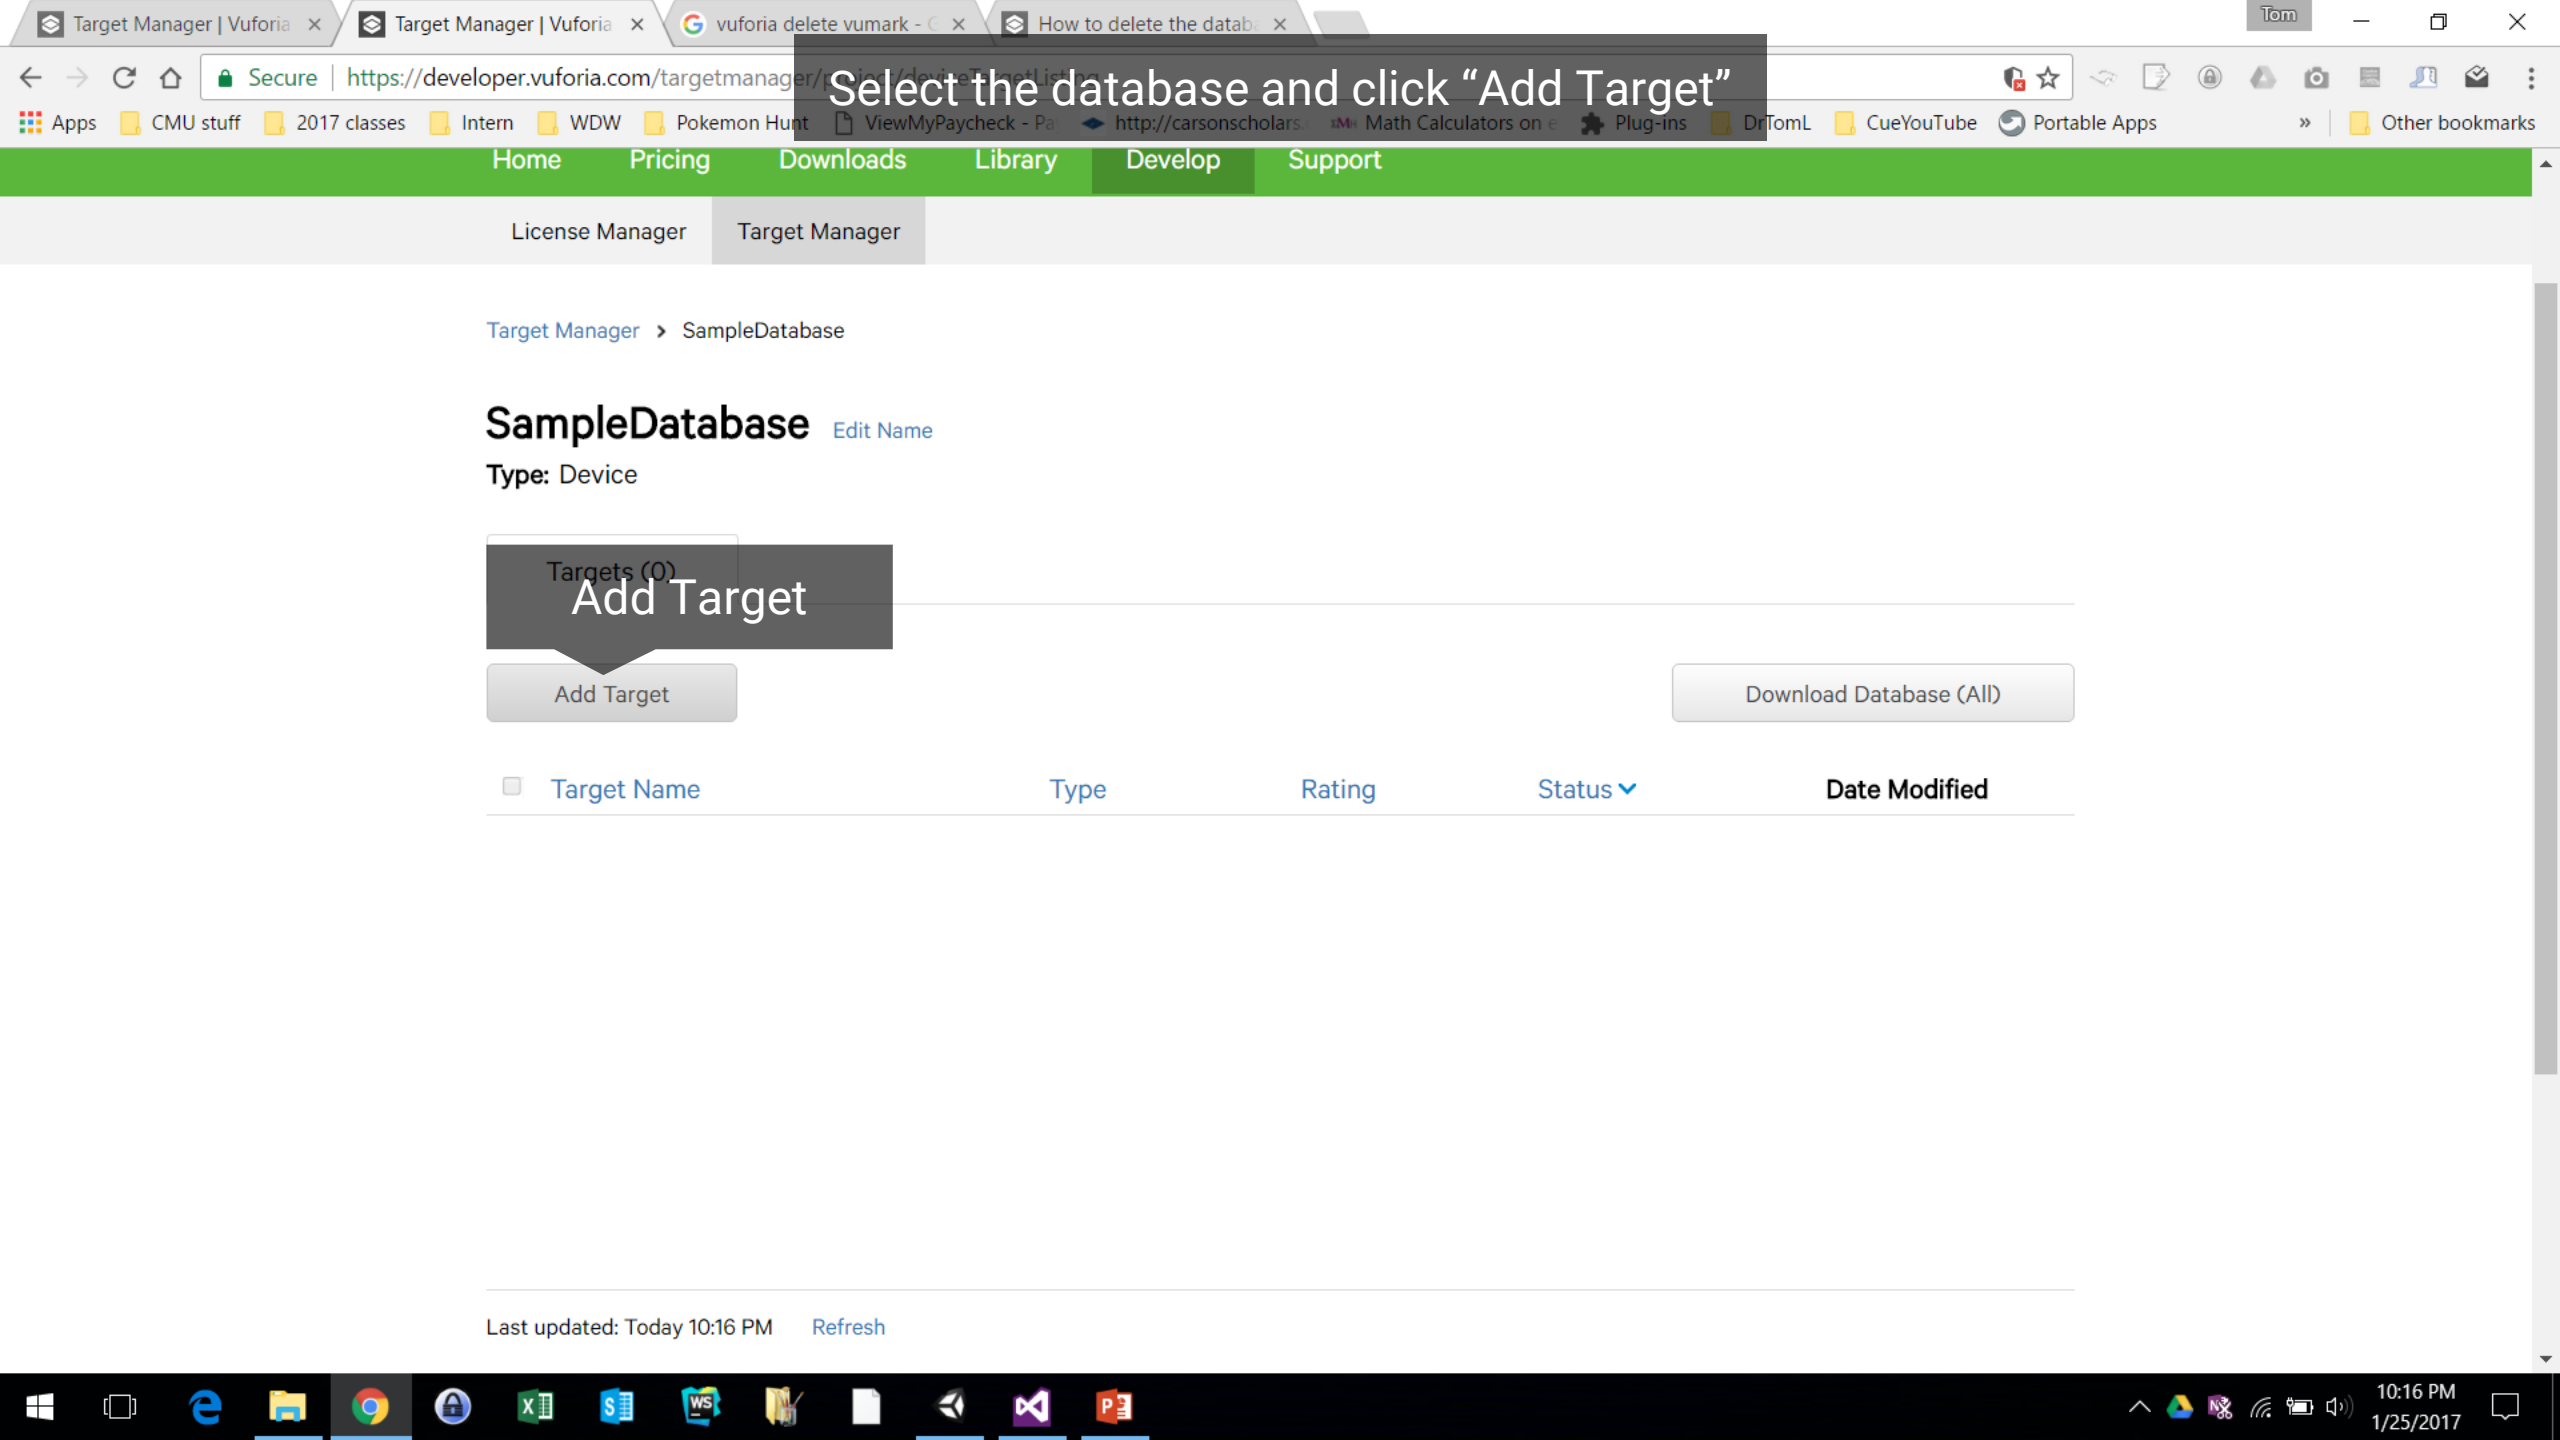 Target Manager | Vuforia
Target Manager | Vuforia
vuforia delete vumark -
How to delete the datab
Tom
Secure https://developer.vuforia.com/targetmanager/project/deviceTargetListing
Select the database and click “Add Target”
Apps CMU stuff 2017 classes Intern WDW Pokemon Hunt ViewMyPaycheck - Pa http://carsonscholars. Math Calculators on e Plug-ins DrTomL CueYouTube Portable Apps » Other bookmarks
Home Pricing Downloads Library Develop Support
License Manager Target Manager
Target Manager > SampleDatabase
SampleDatabase Edit Name
Type: Device
Targets (0)
Add Target
Add Target Download Database (All)
Target Name Type Rating Status Date Modified
Last updated: Today 10:16 PM Refresh
10:16 PM
1/25/2017